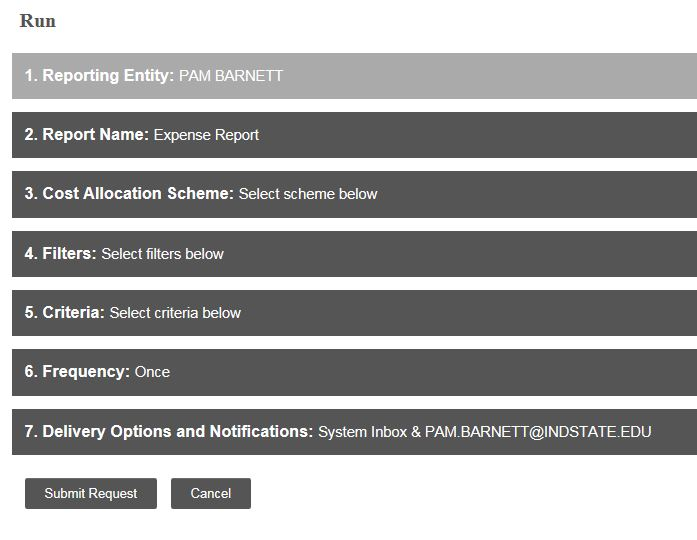 Run
1. Reporting Entity: PAM BARNETT
2. Report Name: Expense Report
3. Cost Allocation Scheme: Select scheme below
4. Filters: Select filters below
5. Criteria: Select criteria below
6. Frequency: Once
7. Delivery Options and Notifications: System Inbox & PAM.BARNETT@INDSTATE.EDU
Submit Request Cancel